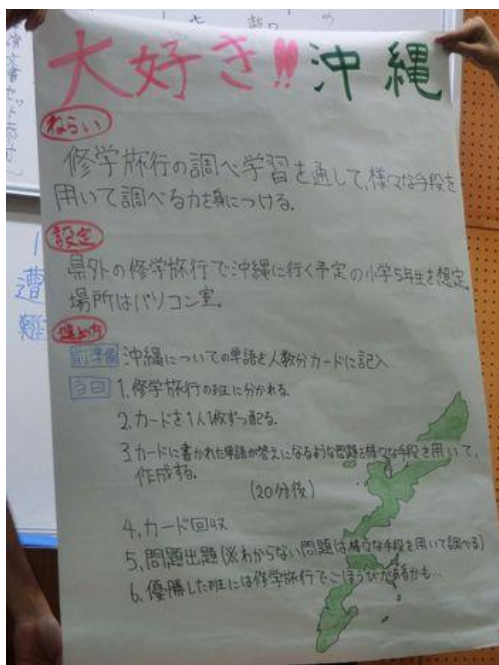 大好き!!沖縄
ねらい
修学旅行の調べ学習を通して、様々な手段を
用いて調べる力を身につける。
設定
県外の修学旅行で沖縄に行く予定の小学5年生を想定。
場所はパソコン室。
進め方
前準備 沖縄についての単語を人数分カードに記入
当日 1.修学旅行の班に分かれる。
2.カードを1人1枚ずつ配る。
3.カードに書かれた単語が答えになるような問題を様々な手段を用いて、
作成する。
(20分後)
4.カード回収
5.問題出題(※わからない問題は様々な手段を用いて調べる)
6.優勝した班には修学旅行でごほうびがあるかも…
遭
難